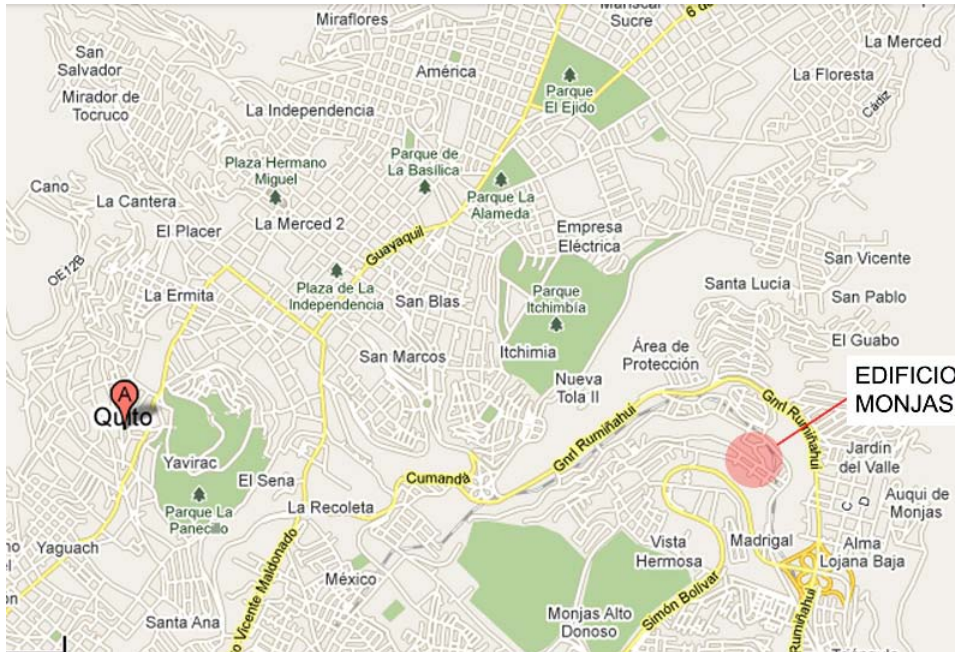 Mariscal
Sucre
Miraflores
San
Salvador
La Merced
América
La Floresta
Parque
El Ejido
Mirador de
Tocruco
La Independencia
Cádiz
Parque de
La Basílica
Plaza Hermano
Miguel
Cano
La Cantera
Parque La
Alameda
La Merced 2
El Placer
Empresa
Eléctrica
Guayaquil
San Vicente
OE12B
Plaza de La
Independencia
La Ermita
San Blas
Parque
Itchimbía
Santa Lucia
San Pablo
El Guabo
Itchimia
San Marcos
Área de
Protección
Nueva
Tola II
EDIFICIO
MONJAS
A
Quito
Gnrl Rumiñahui
Gnrl Rumiñahui
Jardín
del Valle
Yavirac
El Sena
Cumandà
C
D
Auqui de
Monjas
Parque La
Panecillo
La Recoleta
Yaguach
Vista
Hermosa
Madrigal
Alma
Lojana Baja
México
Vicente Maldonado
Simón Bolívar
Rumiñahui
Monjas Alto
Donoso
Santa Ana